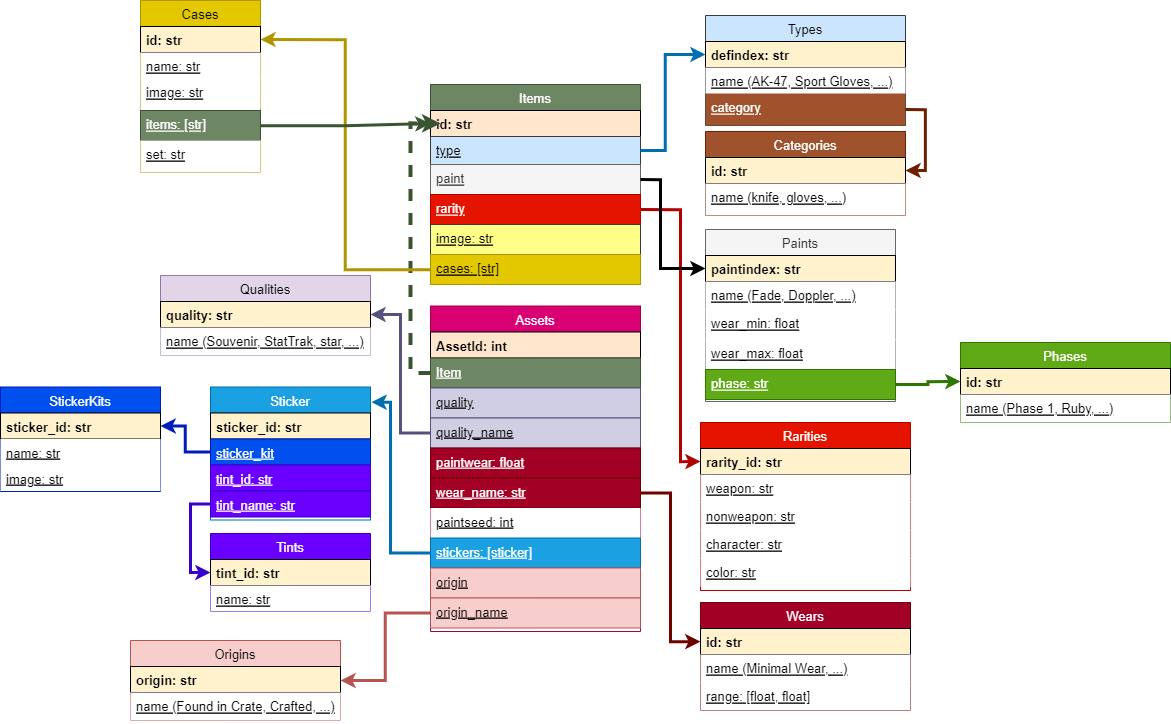 Cases
id: str
name: str
image: str
items: [str]
set: str
Types
defindex: str
name (AK-47, Sport Gloves, ...)
category
Categories
id: str
name (knife, gloves, ...)
Items
id: str
type
paint
rarity
image: str
cases: [str]
Paints
paintindex: str
name (Fade, Doppler, ...)
wear_min: float
wear_max: float
phase: str
Phases
id: str
name (Phase 1, Ruby, ...)
Qualities
quality: str
name (Souvenir, StatTrak, star, ...)
Assets
AssetId: int
Item
quality
quality_name
paintwear: float
wear_name: str
paintseed: int
stickers: [sticker]
origin
origin_name
StickerKits
sticker_id: str
name: str
image: str
Sticker
sticker_id: str
sticker_kit
tint_id: str
tint_name: str
Tints
tint_id: str
name: str
Rarities
rarity_id: str
weapon: str
nonweapon: str
character: str
color: str
Wears
id: str
name (Minimal Wear, ...)
range: [float, float]
Origins
origin: str
name (Found in Crate, Crafted, ...)